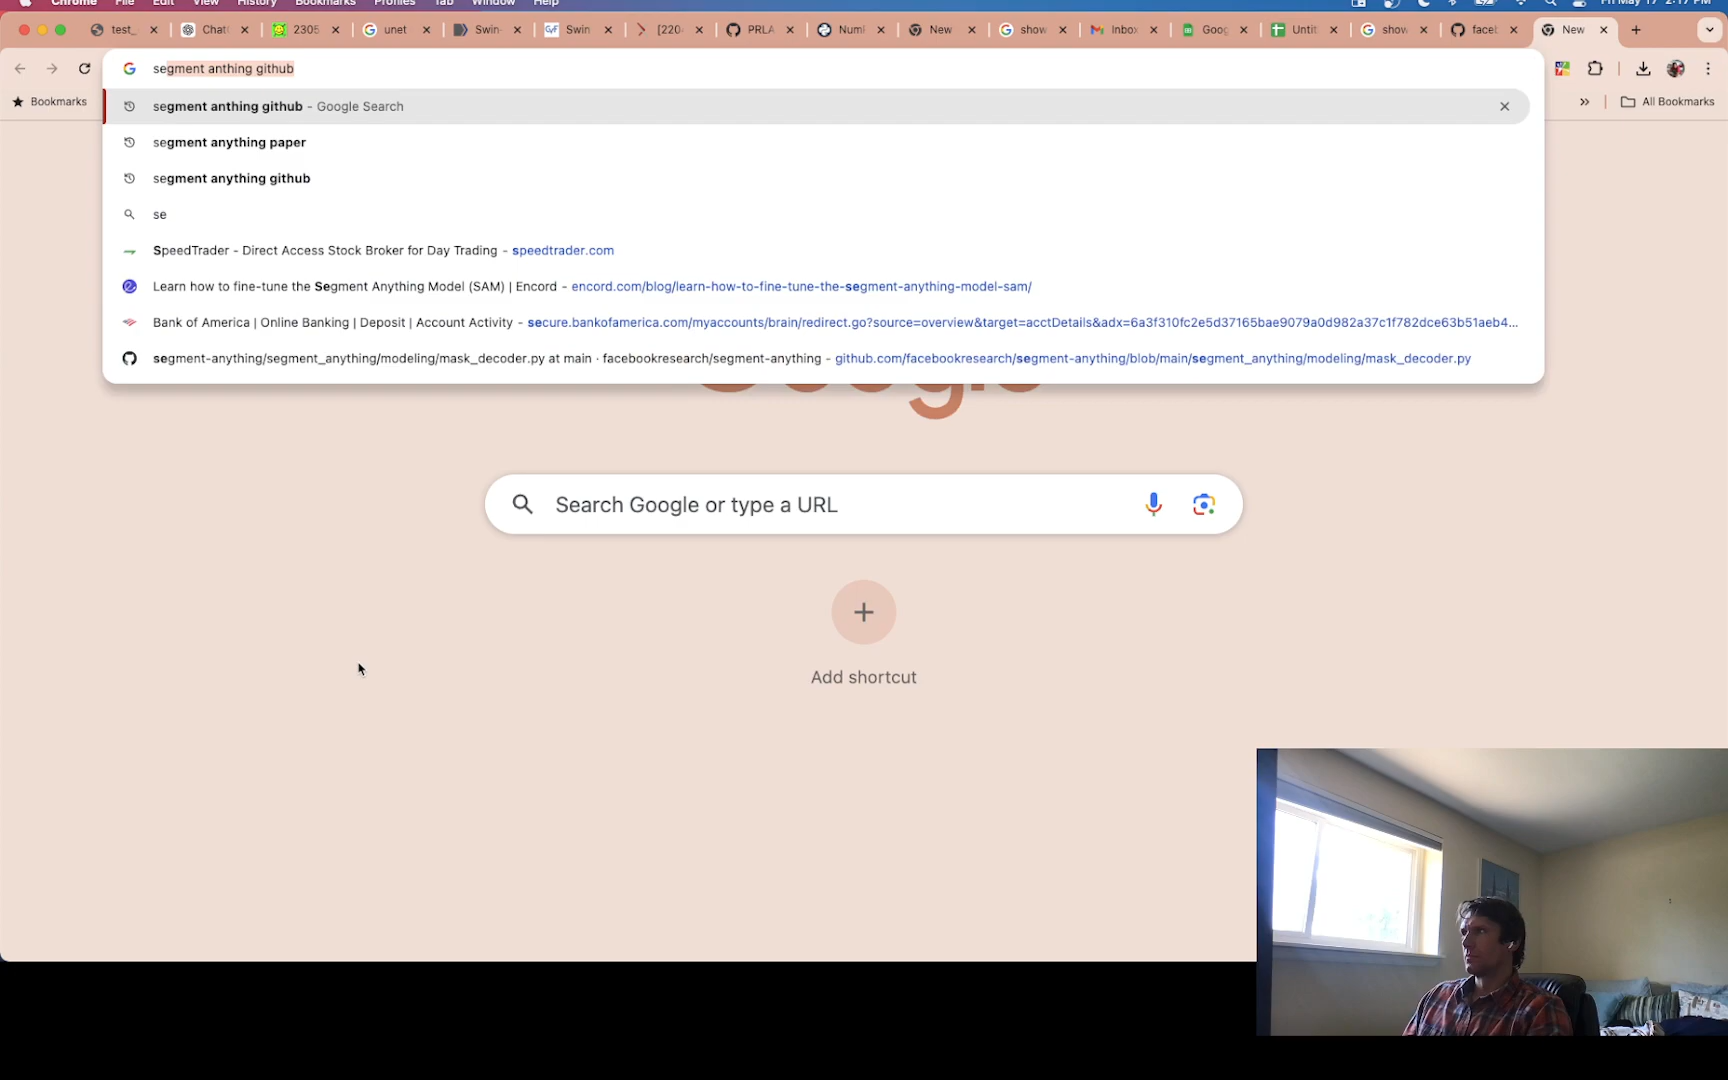 Chrome File Edit View History Bookmarks Profiles Tab Window Help Fri May 17 2:17 PM
test_ Chat 2305 unet Swin- Swin [220 PRLA Num New show Inbox Goog Untit show face New
segment anthing github
Bookmarks All Bookmarks
segment anthing github - Google Search
segment anything paper
segment anything github
se
SpeedTrader - Direct Access Stock Broker for Day Trading - speedtrader.com
Learn how to fine-tune the Segment Anything Model (SAM) | Encord - encord.com/blog/learn-how-to-fine-tune-the-segment-anything-model-sam/
Bank of America | Online Banking | Deposit | Account Activity - secure.bankofamerica.com/myaccounts/brain/redirect.go?source=overview&target=acctDetails&adx=6a3f310fc2e5d37165bae9079a0d982a37c1f782dce63b51aeb4...
segment-anything/segment_anything/modeling/mask_decoder.py at main · facebookresearch/segment-anything - github.com/facebookresearch/segment-anything/blob/main/segment_anything/modeling/mask_decoder.py
Search Google or type a URL
Add shortcut